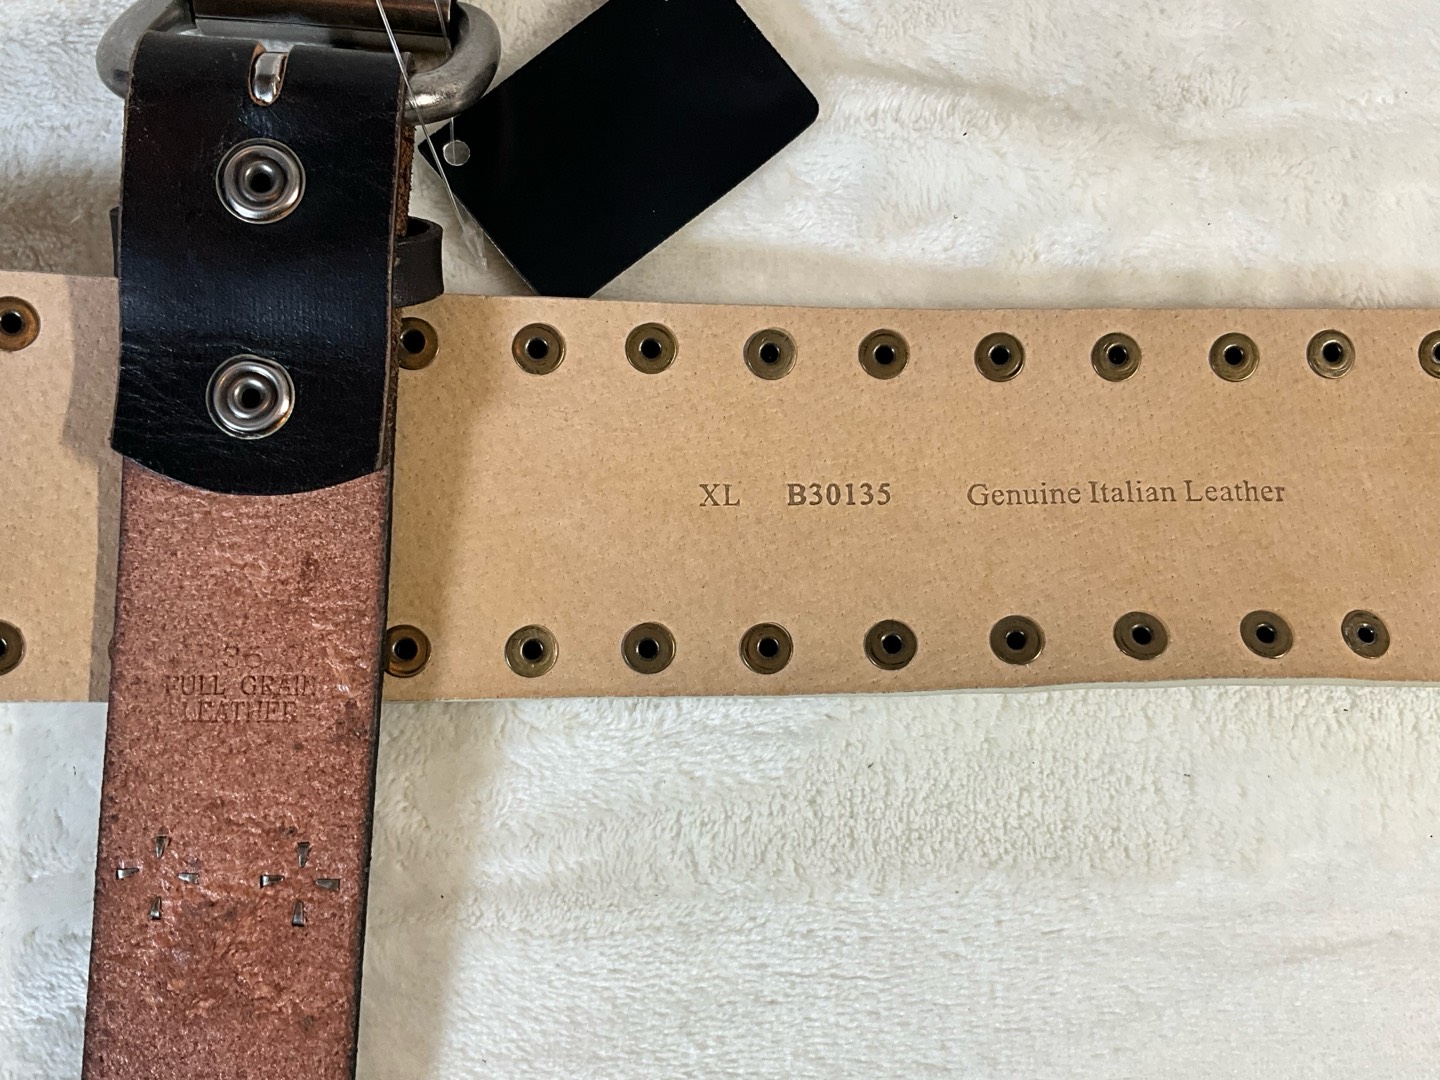 XL B30135 Genuine Italian Leather
36
FULL GRAIN
LEATHER